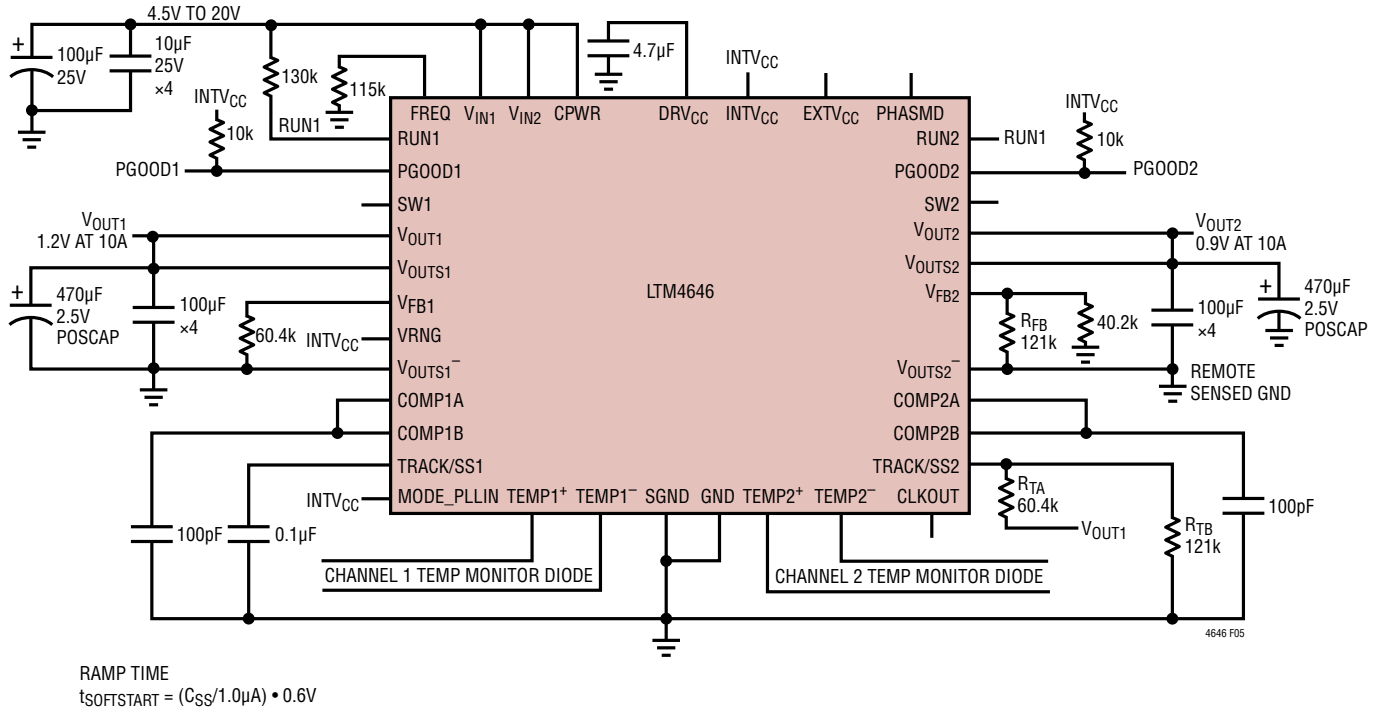 4.5V TO 20V
100µF
25V
10µF
25V
×4
130k
115k
4.7µF
INTVCC
INTVCC
10k
RUN1
PGOOD1
FREQ
VIN1
VIN2
CPWR
DRVCC
INTVCC
EXTVCC
PHASMD
RUN1
PGOOD1
SW1
VOUT1
VOUTS1
VFB1
VRNG
VOUTS1–
COMP1A
COMP1B
TRACK/SS1
MODE_PLLIN
TEMP1+
TEMP1–
SGND
GND
TEMP2+
TEMP2–
CLKOUT
LTM4646
RUN2
PGOOD2
SW2
VOUT2
VOUTS2
VFB2
VOUTS2–
COMP2A
COMP2B
TRACK/SS2
RUN1
INTVCC
10k
PGOOD2
VOUT1
1.2V AT 10A
470µF
2.5V
POSCAP
100µF
×4
60.4k
INTVCC
INTVCC
100pF
0.1µF
VOUT2
0.9V AT 10A
RFB
121k
40.2k
100µF
×4
470µF
2.5V
POSCAP
REMOTE
SENSED GND
RTA
60.4k
VOUT1
RTB
121k
100pF
CHANNEL 1 TEMP MONITOR DIODE
CHANNEL 2 TEMP MONITOR DIODE
4646 F05
RAMP TIME
tSOFTSTART = (CSS/1.0µA) • 0.6V